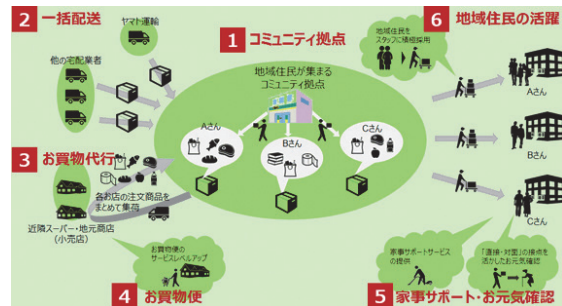 2 一括配送
ヤマト運輸
他の宅配業者
1 コミュニティ拠点
地域住民が集まる
コミュニティ拠点
Aさん
Bさん
Cさん
6 地域住民の活躍
地域住民を
スタッフに積極採用
Aさん
Bさん
Cさん
3 お買物代行
各お店の注文商品を
まとめて集荷
近隣スーパー・地元商店
(小売店)
お買物便の
サービスレベルアップ
4 お買物便
家事サポートサービス
の提供
「直接・対面」の接点を
活かしたお元気確認
5 家事サポート・お元気確認